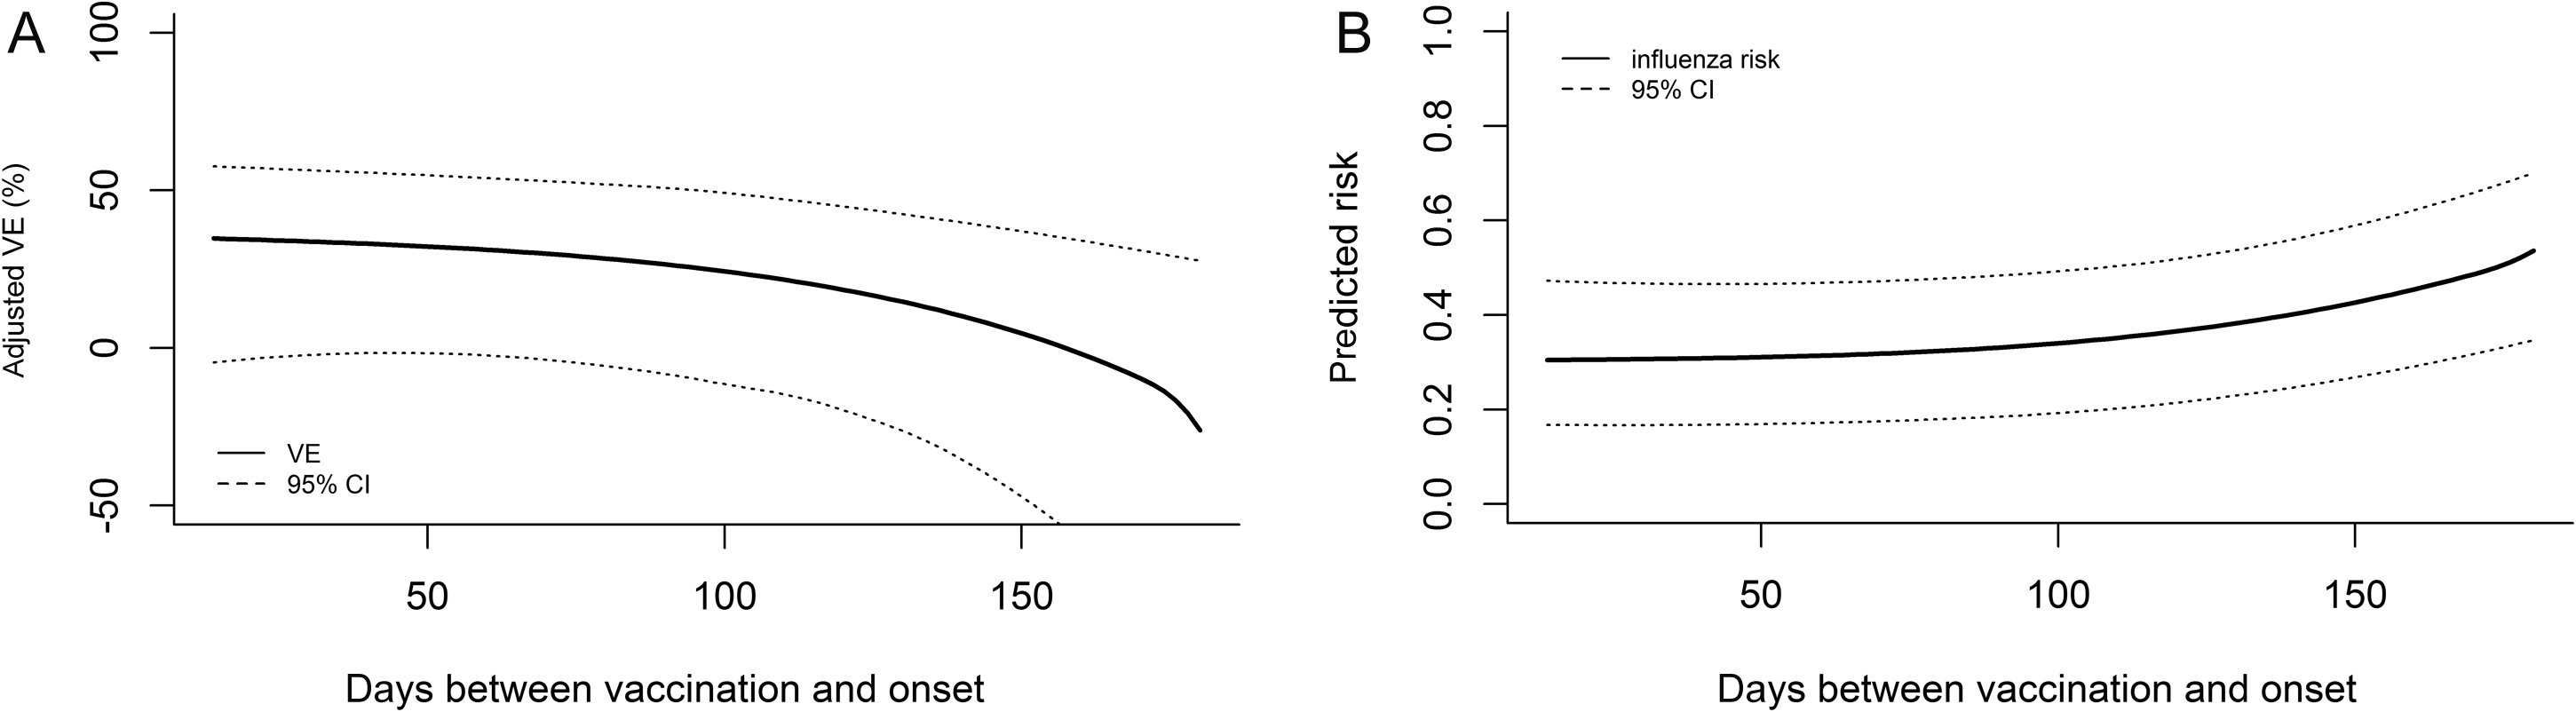 A
Adjusted VE (%)
100
50
0
-50
VE
95% CI
50
100
150
Days between vaccination and onset
B
Predicted risk
1.0
0.8
0.6
0.4
0.2
0.0
influenza risk
95% CI
50
100
150
Days between vaccination and onset